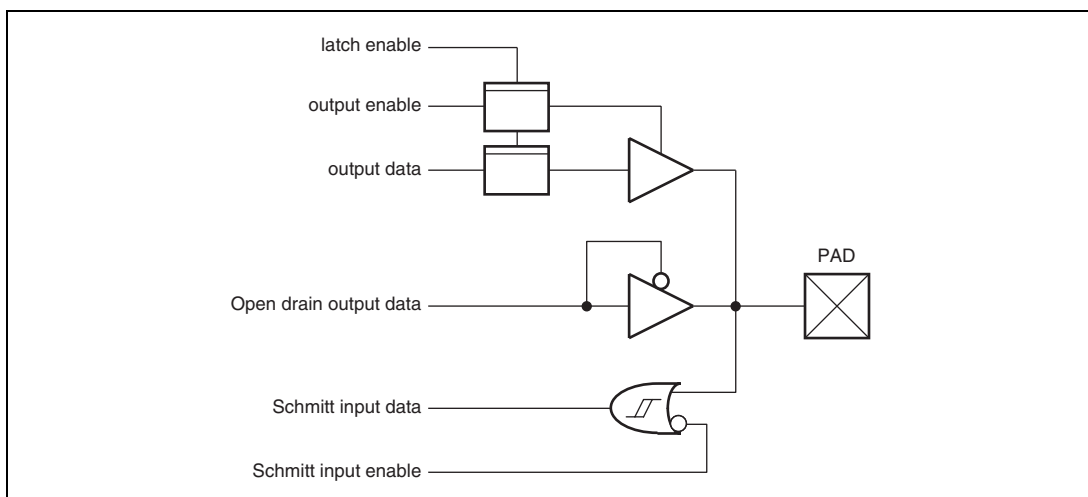 latch enable
output enable
output data
PAD
Open drain output data
Schmitt input data
Schmitt input enable